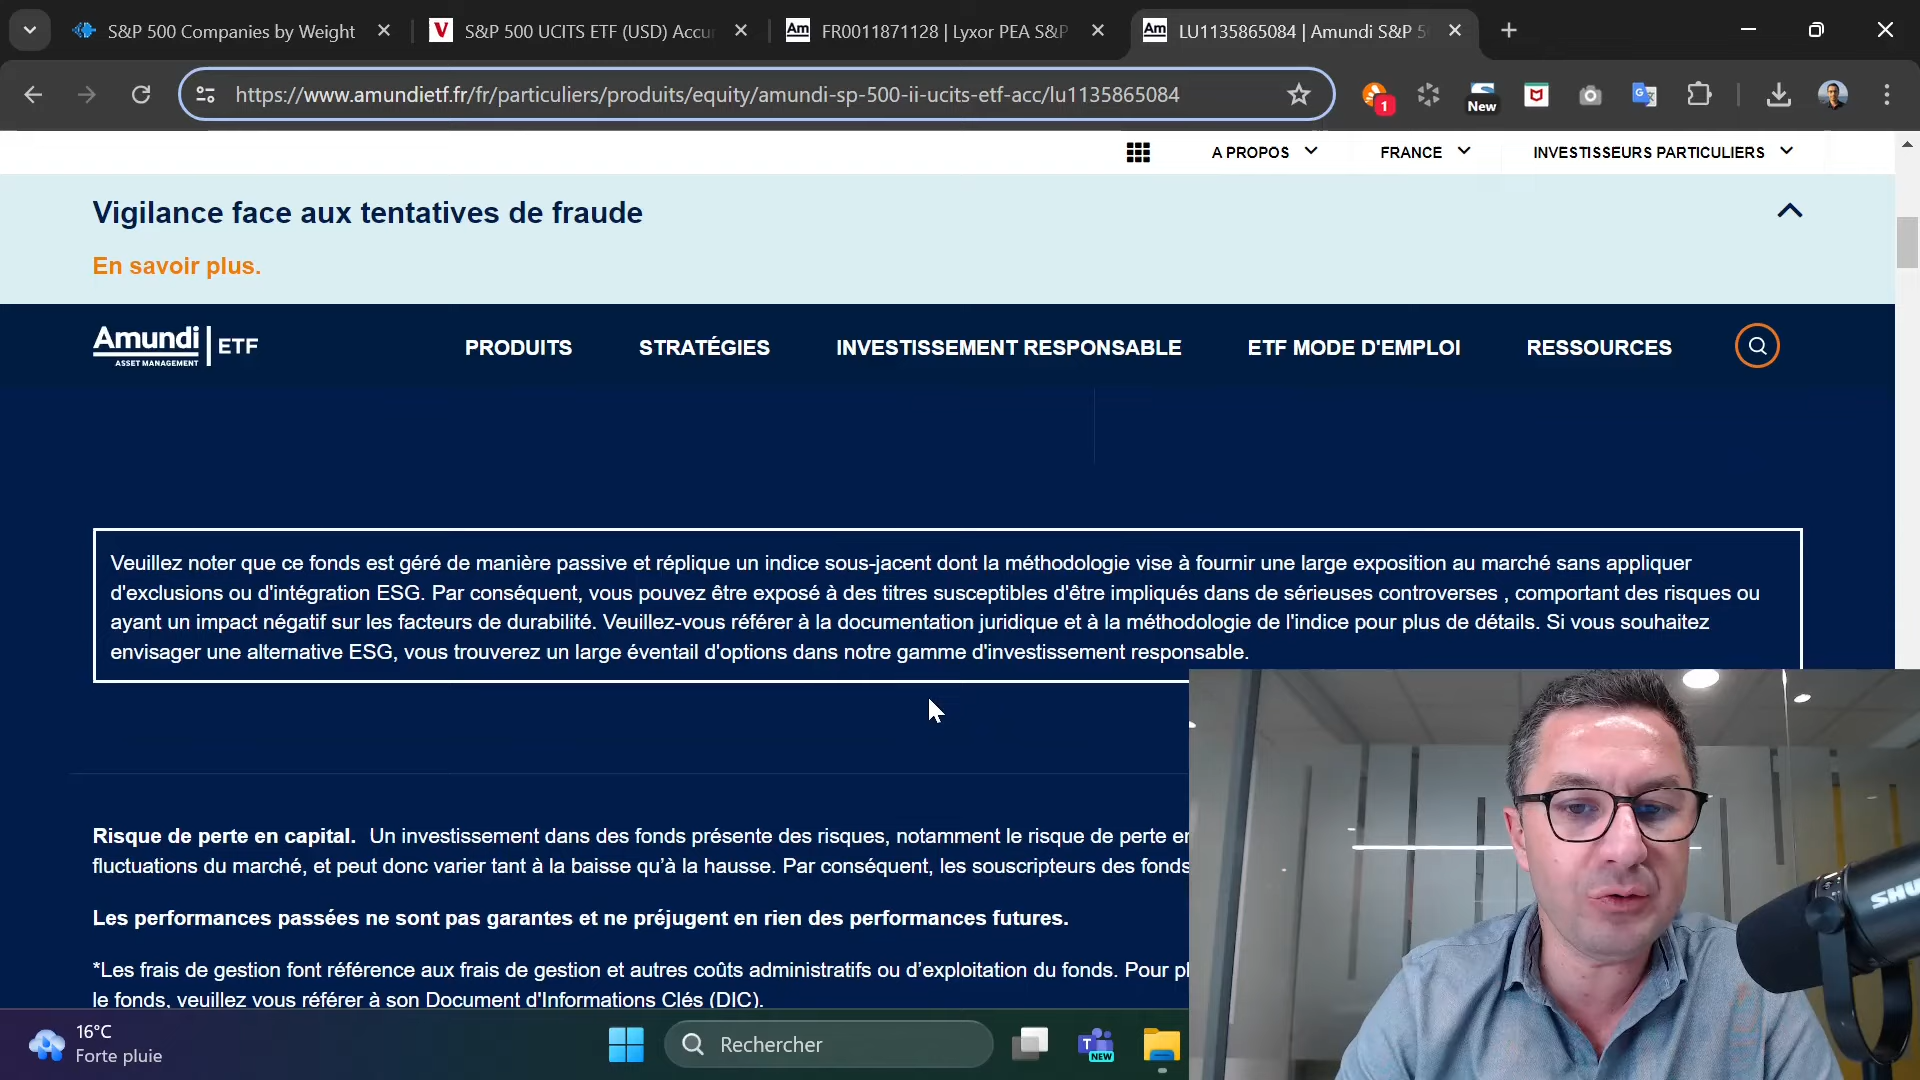 S&P 500 Companies by Weight
S&P 500 UCITS ETF (USD) Accu
FR0011871128 | Lyxor PEA S&P
LU1135865084 | Amundi S&P 5
https://www.amundietf.fr/fr/particuliers/produits/equity/amundi-sp-500-ii-ucits-etf-acc/lu1135865084
1
New
A PROPOS
FRANCE
INVESTISSEURS PARTICULIERS
Vigilance face aux tentatives de fraude
En savoir plus.
Amundi ETF
ASSET MANAGEMENT
PRODUITS
STRATÉGIES
INVESTISSEMENT RESPONSABLE
ETF MODE D'EMPLOI
RESSOURCES
Veuillez noter que ce fonds est géré de manière passive et réplique un indice sous-jacent dont la méthodologie vise à fournir une large exposition au marché sans appliquer
d'exclusions ou d'intégration ESG. Par conséquent, vous pouvez être exposé à des titres susceptibles d'être impliqués dans de sérieuses controverses , comportant des risques ou
ayant un impact négatif sur les facteurs de durabilité. Veuillez-vous référer à la documentation juridique et à la méthodologie de l'indice pour plus de détails. Si vous souhaitez
envisager une alternative ESG, vous trouverez un large éventail d'options dans notre gamme d'investissement responsable.
Risque de perte en capital. Un investissement dans des fonds présente des risques, notamment le risque de perte en
fluctuations du marché, et peut donc varier tant à la baisse qu'à la hausse. Par conséquent, les souscripteurs des fonds
Les performances passées ne sont pas garantes et ne préjugent en rien des performances futures.
*Les frais de gestion font référence aux frais de gestion et autres coûts administratifs ou d'exploitation du fonds. Pour pl
le fonds, veuillez vous référer à son Document d'Informations Clés (DIC).
SHU
16°C
Forte pluie
Rechercher
NEW